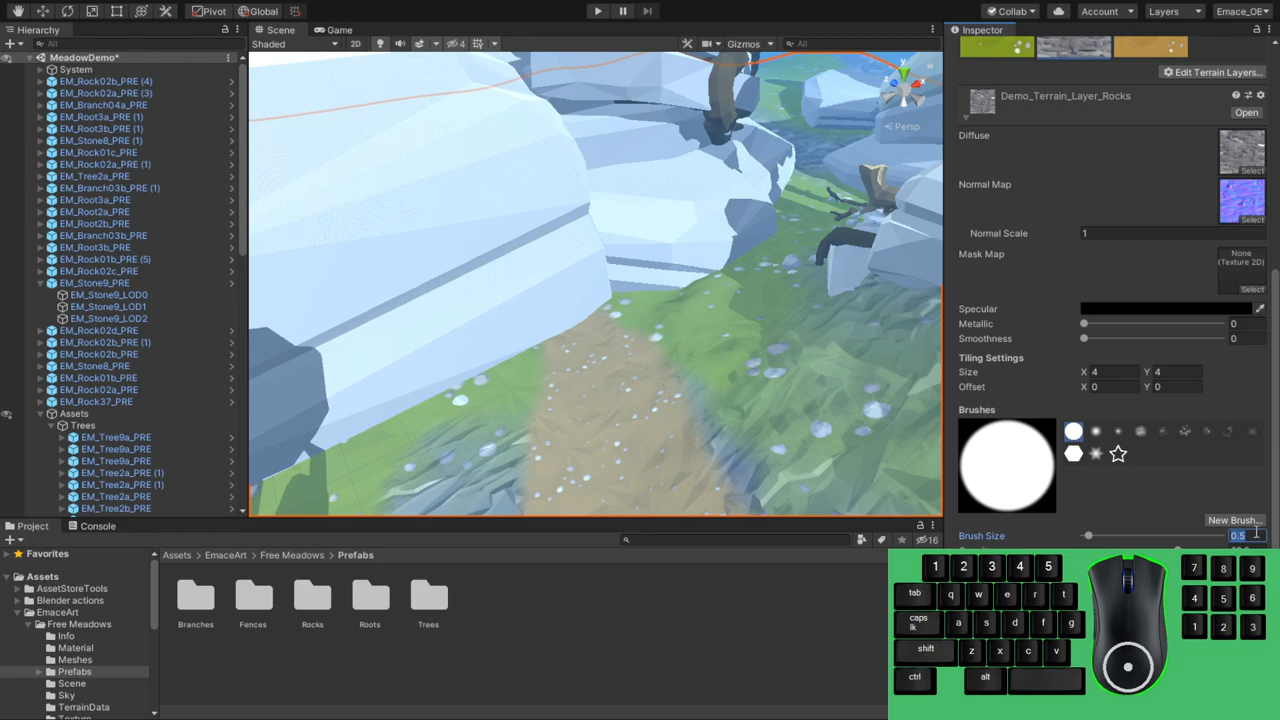 Pivot Global Collab Account Layers Emace_OE
Hierarchy Scene Game Inspector
All Shaded 2D 4 Gizmos All
MeadowDemo*
System
EM_Rock02b_PRE (4)
EM_Rock02a_PRE (3)
EM_Branch04a_PRE
EM_Root3a_PRE (1)
EM_Root3b_PRE (1)
EM_Stone8_PRE (1)
EM_Rock01c_PRE
EM_Rock02a_PRE (1)
EM_Tree2a_PRE
EM_Branch03b_PRE (1)
EM_Root3a_PRE
EM_Root2a_PRE
EM_Root2b_PRE
EM_Branch03b_PRE
EM_Root3b_PRE
EM_Rock01b_PRE (5)
EM_Rock02c_PRE
EM_Stone9_PRE
EM_Stone9_LOD0
EM_Stone9_LOD1
EM_Stone9_LOD2
EM_Rock02d_PRE
EM_Rock02b_PRE (1)
EM_Rock02b_PRE
EM_Stone8_PRE
EM_Rock01b_PRE
EM_Rock02a_PRE
EM_Rock37_PRE
Assets
Trees
EM_Tree9a_PRE
EM_Tree9a_PRE
EM_Tree9a_PRE
EM_Tree2a_PRE (1)
EM_Tree2a_PRE (1)
EM_Tree2a_PRE
EM_Tree2b_PRE
y
x
z
Persp
Edit Terrain Layers...
Demo_Terrain_Layer_Rocks
Open
Diffuse
Select
Normal Map
Select
Normal Scale 1
Mask Map
None
(Texture 2D)
Select
Specular
Metallic 0
Smoothness 0
Tiling Settings
Size X 4 Y 4
Offset X 0 Y 0
Brushes
New Brush...
Brush Size 0.5
Project Console
16
Favorites
Assets
AssetStoreTools
Blender actions
EmaceArt
Free Meadows
Info
Material
Meshes
Prefabs
Scene
Sky
TerrainData
Texture
Assets EmaceArt Free Meadows Prefabs
Branches Fences Rocks Roots Trees
1 2 3 4 5
tab q w e r t
caps lk a s d f g
shift z x c v
ctrl alt
7 8 9
4 5 6
1 2 3